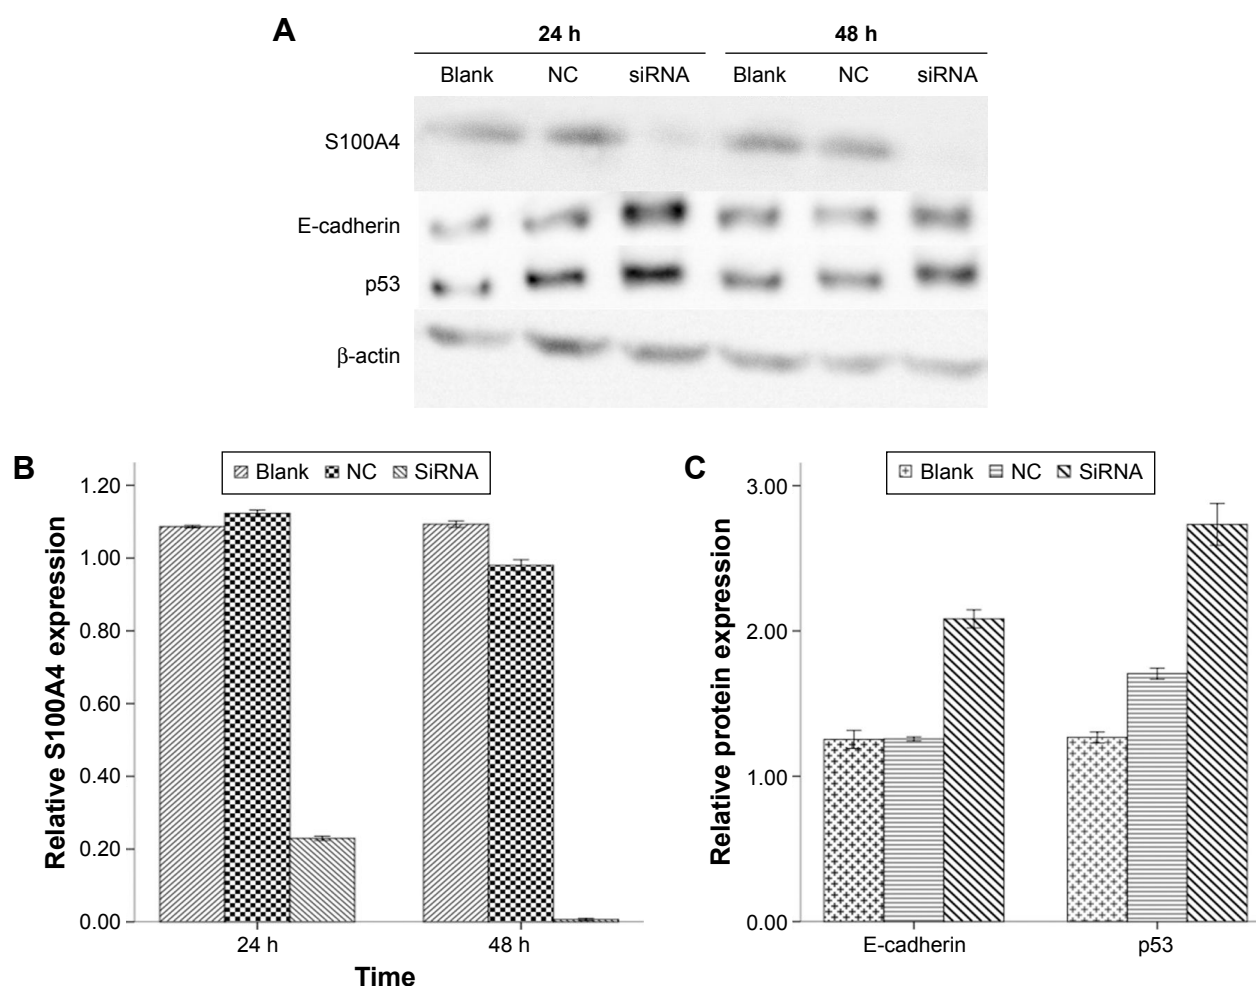 A
24 h 48 h
Blank NC siRNA Blank NC siRNA
S100A4
E-cadherin
p53
β-actin
B
Blank NC SiRNA
Relative S100A4 expression
1.20
1.00
0.80
0.60
0.40
0.20
0.00
24 h 48 h
Time
C
Blank NC SiRNA
Relative protein expression
3.00
2.00
1.00
0.00
E-cadherin p53